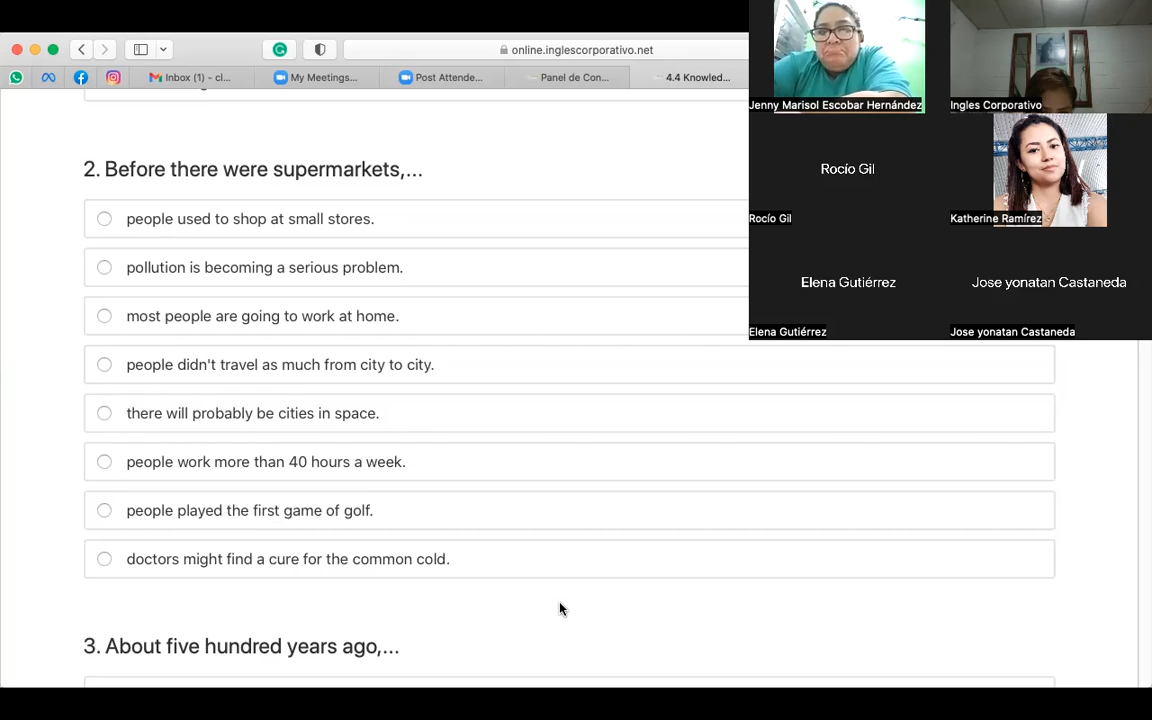 online.inglescorporativo.net
Inbox (1) - cl...
My Meetings...
Post Attende...
Panel de Con...
4.4 Knowled...
Jenny Marisol Escobar Hernández
Ingles Corporativo
Rocío Gil
Rocío Gil
Katherine Ramírez
Elena Gutiérrez
Jose yonatan Castaneda
Elena Gutiérrez
Jose yonatan Castaneda
2. Before there were supermarkets,...
people used to shop at small stores.
pollution is becoming a serious problem.
most people are going to work at home.
people didn't travel as much from city to city.
there will probably be cities in space.
people work more than 40 hours a week.
people played the first game of golf.
doctors might find a cure for the common cold.
3. About five hundred years ago,...